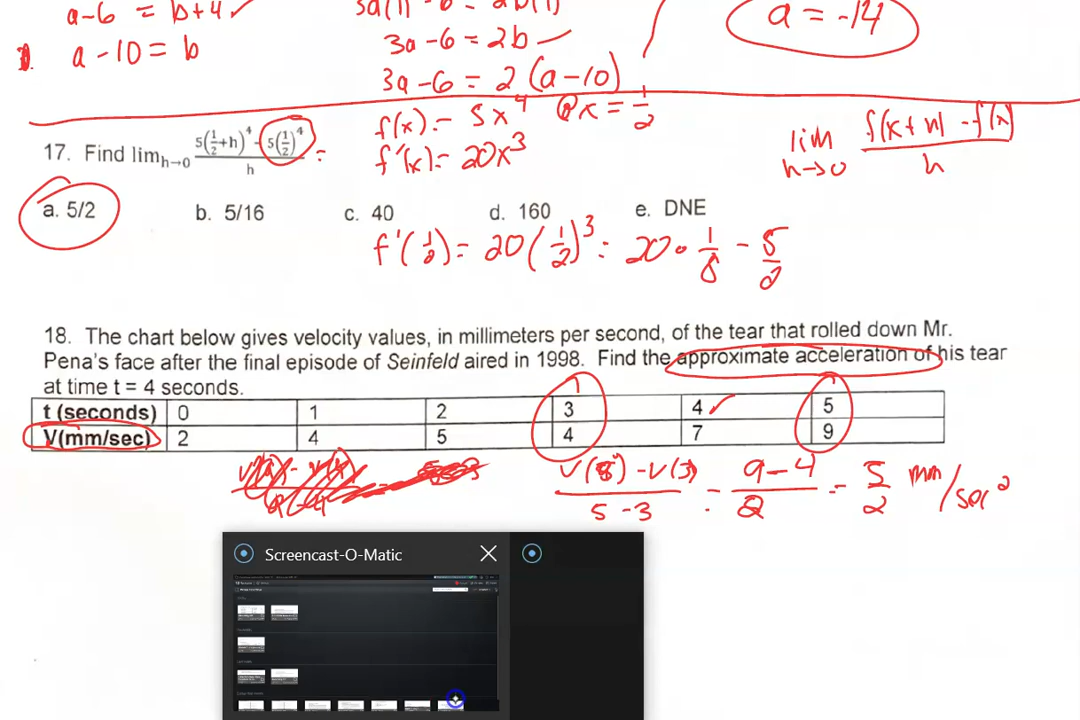 a-6 = b+4 ✓
3a-6 = 2b ✓
a = -14
a-10 = b
3a-6 = 2(a-10)
f(x) = 5x^4 @x = 1/2
17. Find lim_{h→0} (5(1/2+h)^4 - 5(1/2)^4)/h =
f'(x) = 20x^3
lim h→0 (f(x+h) - f(x))/h
a. 5/2 b. 5/16 c. 40 d. 160 e. DNE
f'(1/2) = 20(1/2)^3 = 20 · 1/8 - 5/2
18. The chart below gives velocity values, in millimeters per second, of the tear that rolled down Mr.
Pena's face after the final episode of Seinfeld aired in 1998. Find the approximate acceleration of his tear
at time t = 4 seconds.
t (seconds) 0 1 2 3 4 ✓ 5
V(mm/sec) 2 4 5 4 7 9
(v(5) - v(3))/(5-3) = (9-4)/2 = 5/2 mm/sec^2
Screencast-O-Matic